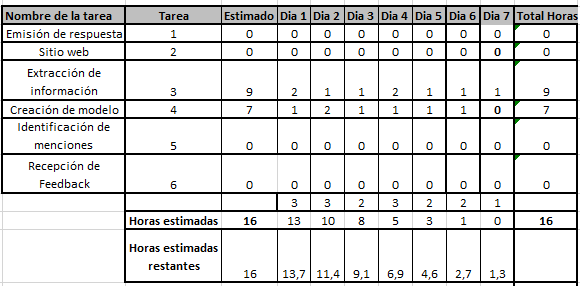 Nombre de la tarea Tarea Estimado Dia 1 Dia 2 Dia 3 Dia 4 Dia 5 Dia 6 Dia 7 Total Horas
Emisión de respuesta 1 0 0 0 0 0 0 0 0 0
Sitio web 2 0 0 0 0 0 0 0 0 0
Extracción de
información 3 9 2 1 1 2 1 1 1 9
Creación de modelo 4 7 1 2 1 1 1 1 0 7
Identificación de
menciones 5 0 0 0 0 0 0 0 0 0
Recepción de
Feedback 6 0 0 0 0 0 0 0 0 0
3 3 2 3 2 2 1
Horas estimadas 16 13 10 8 5 3 1 0 16
Horas estimadas
restantes 16 13,7 11,4 9,1 6,9 4,6 2,7 1,3